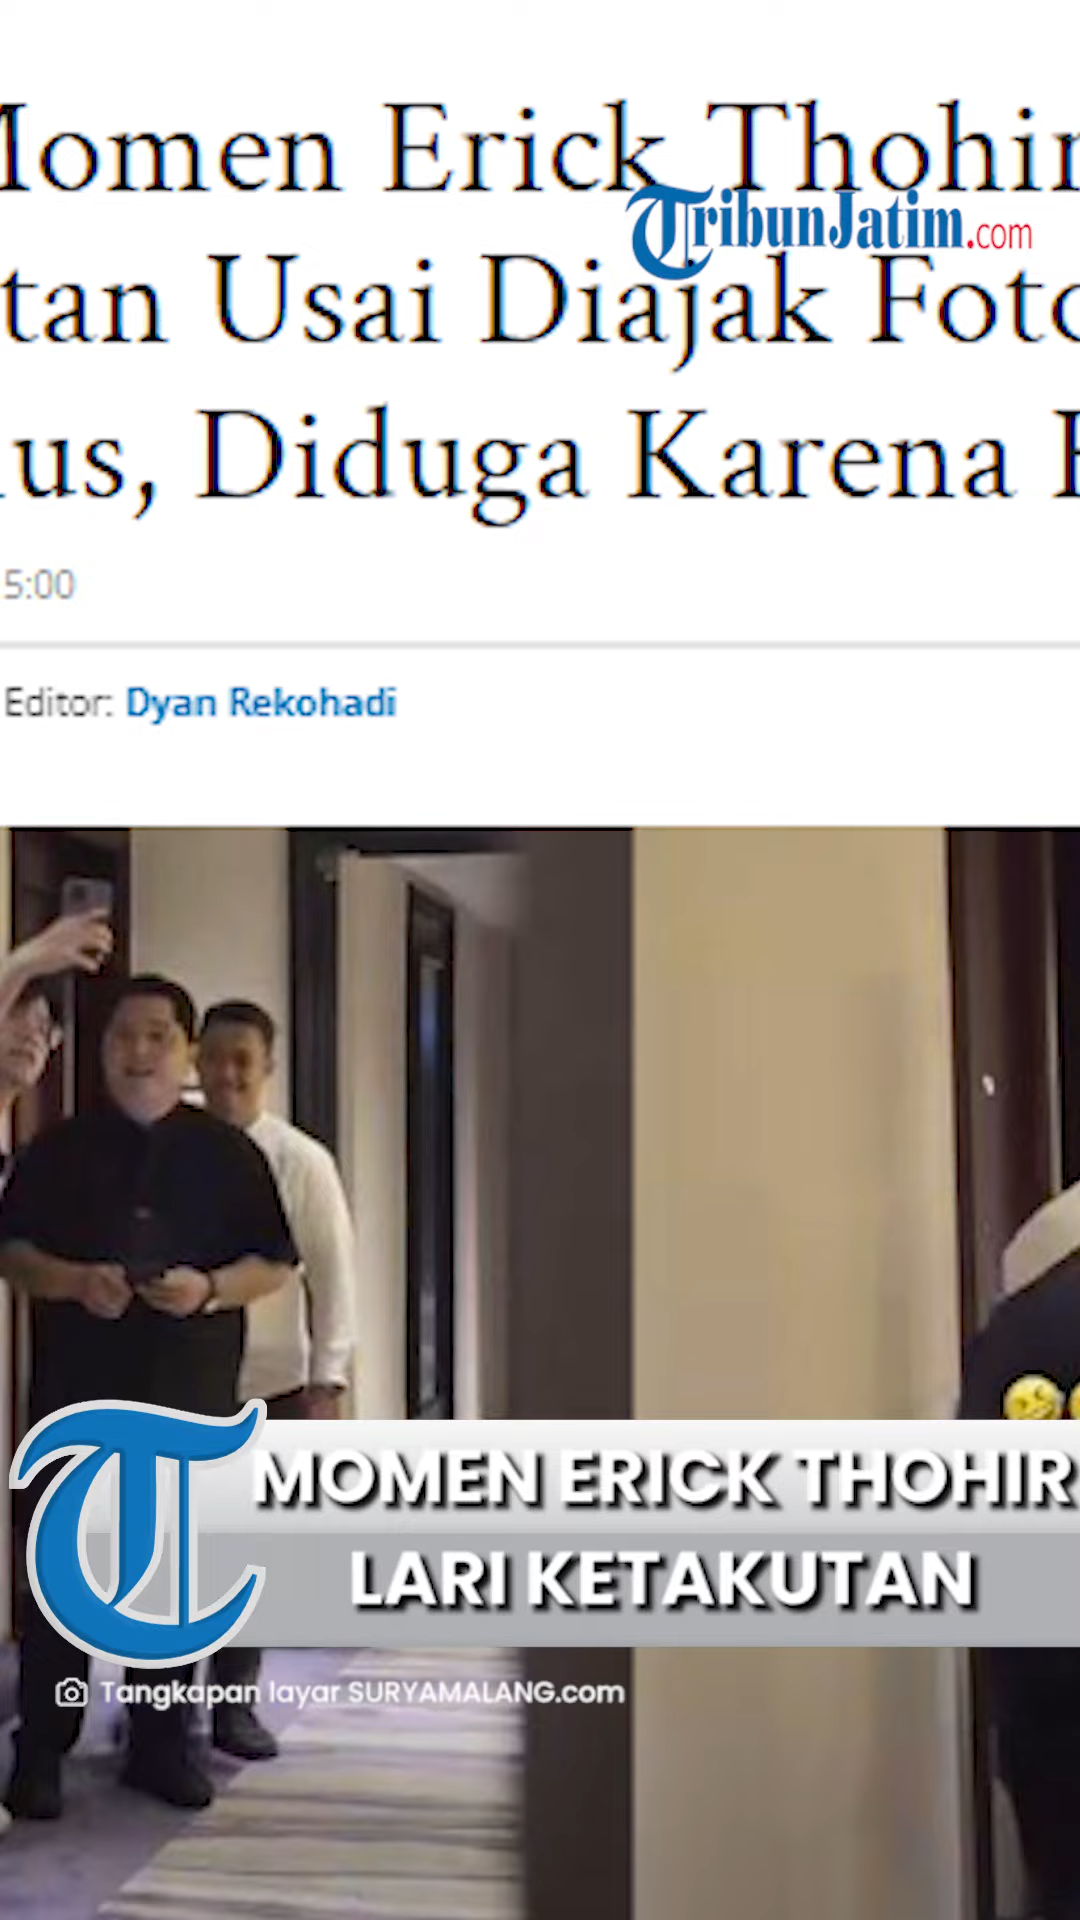 Momen Erick Thohir
TribunJatim.com
tan Usai Diajak Foto
us, Diduga Karena
5:00
Editor: Dyan Rekohadi
MOMEN ERICK THOHIR
LARI KETAKUTAN
Tangkapan layar SURYAMALANG.com